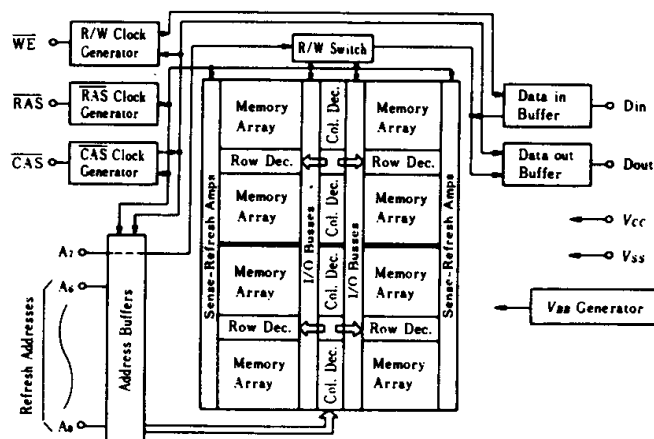 WE
R/W Clock
Generator
RAS
RAS Clock
Generator
CAS
CAS Clock
Generator
R/W Switch
Data in
Buffer
Din
Data out
Buffer
Dout
Vcc
Vss
VBB Generator
A7
A6
A0
Refresh Addresses
Address Buffers
Sense-Refresh Amps
Memory
Array
Row Dec.
Memory
Array
Memory
Array
Row Dec.
Memory
Array
I/O Busses
Col. Dec.
Col. Dec.
Col. Dec.
Col. Dec.
I/O Busses
Memory
Array
Row Dec.
Memory
Array
Memory
Array
Row Dec.
Memory
Array
Sense-Refresh Amps